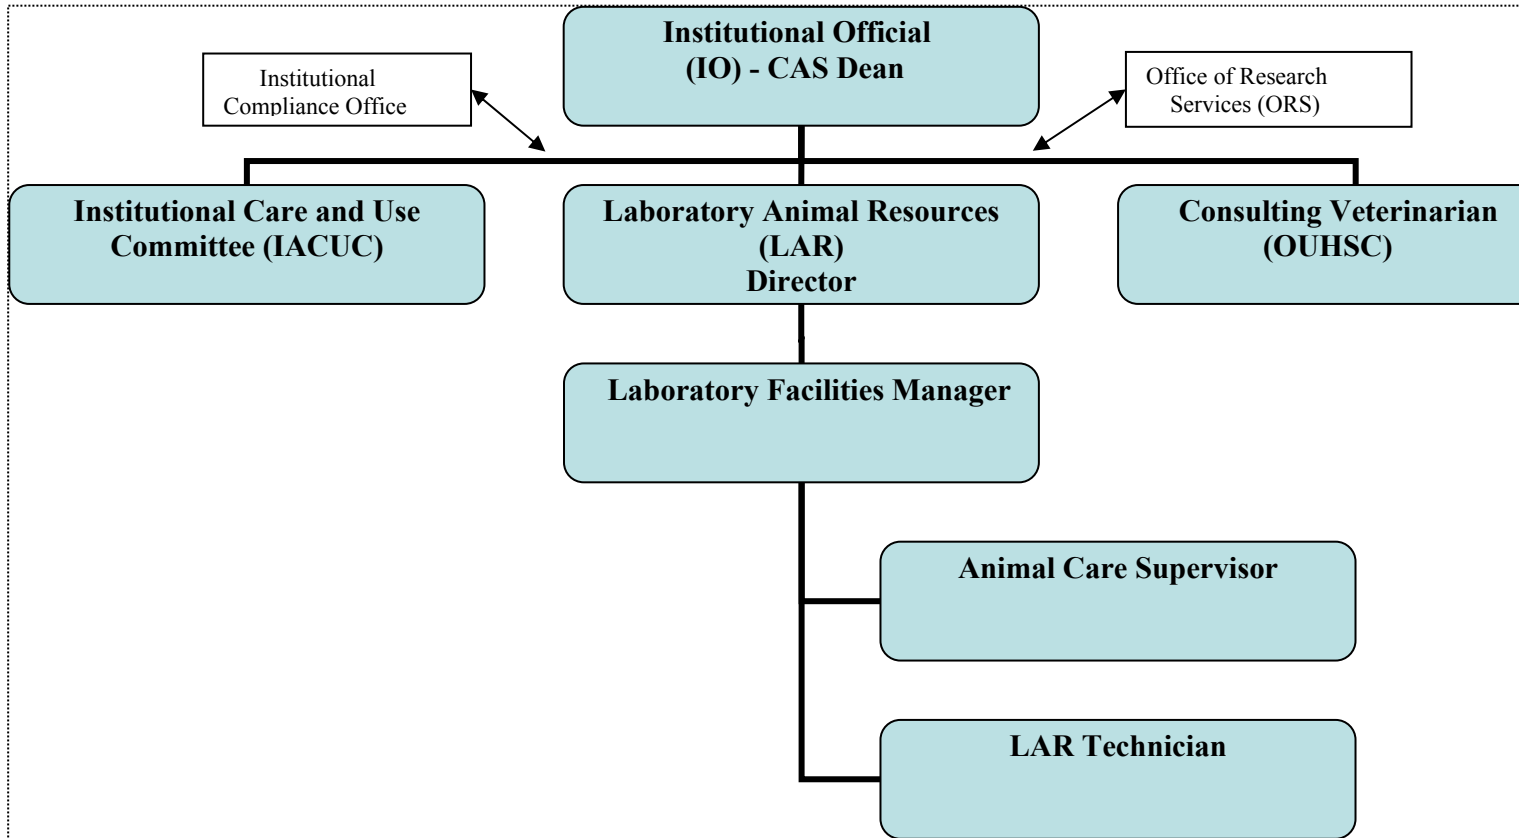 Institutional Official
(IO) - CAS Dean
Institutional
Compliance Office
Office of Research
Services (ORS)
Institutional Care and Use
Committee (IACUC)
Laboratory Animal Resources
(LAR)
Director
Consulting Veterinarian
(OUHSC)
Laboratory Facilities Manager
Animal Care Supervisor
LAR Technician